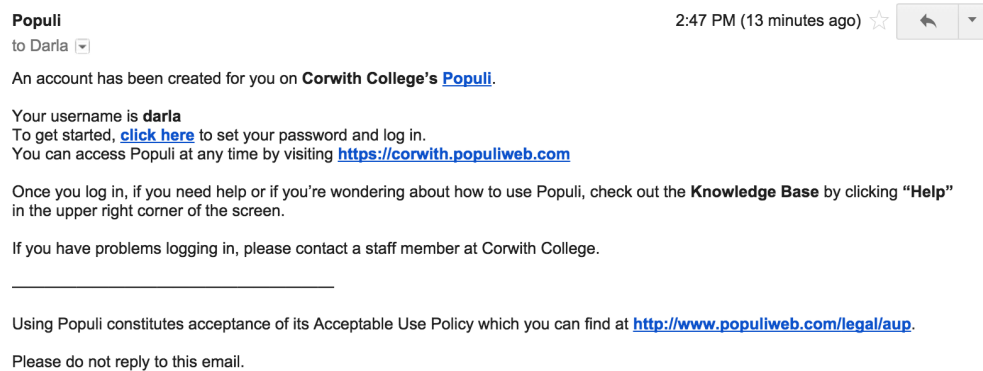 Populi
2:47 PM (13 minutes ago)
to Darla
An account has been created for you on Corwith College’s Populi.
Your username is darla
To get started, click here to set your password and log in.
You can access Populi at any time by visiting https://corwith.populiweb.com
Once you log in, if you need help or if you’re wondering about how to use Populi, check out the Knowledge Base by clicking “Help”
in the upper right corner of the screen.
If you have problems logging in, please contact a staff member at Corwith College.
Using Populi constitutes acceptance of its Acceptable Use Policy which you can find at http://www.populiweb.com/legal/aup.
Please do not reply to this email.